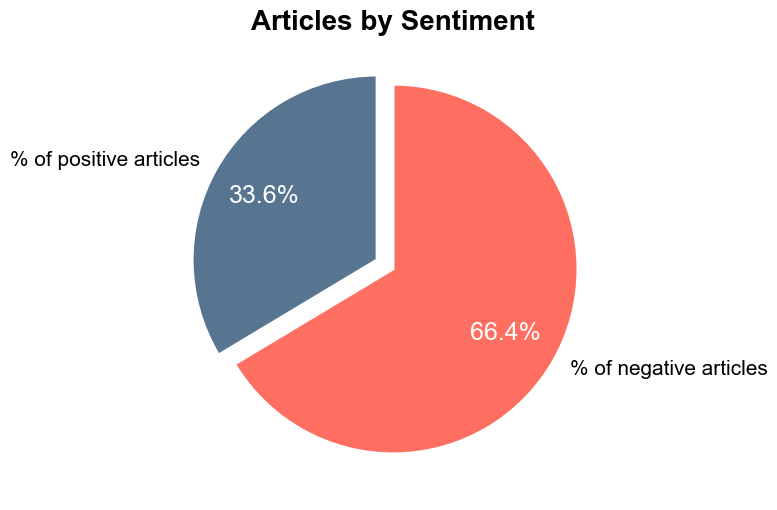 Articles by Sentiment
% of positive articles
33.6%
66.4%
% of negative articles